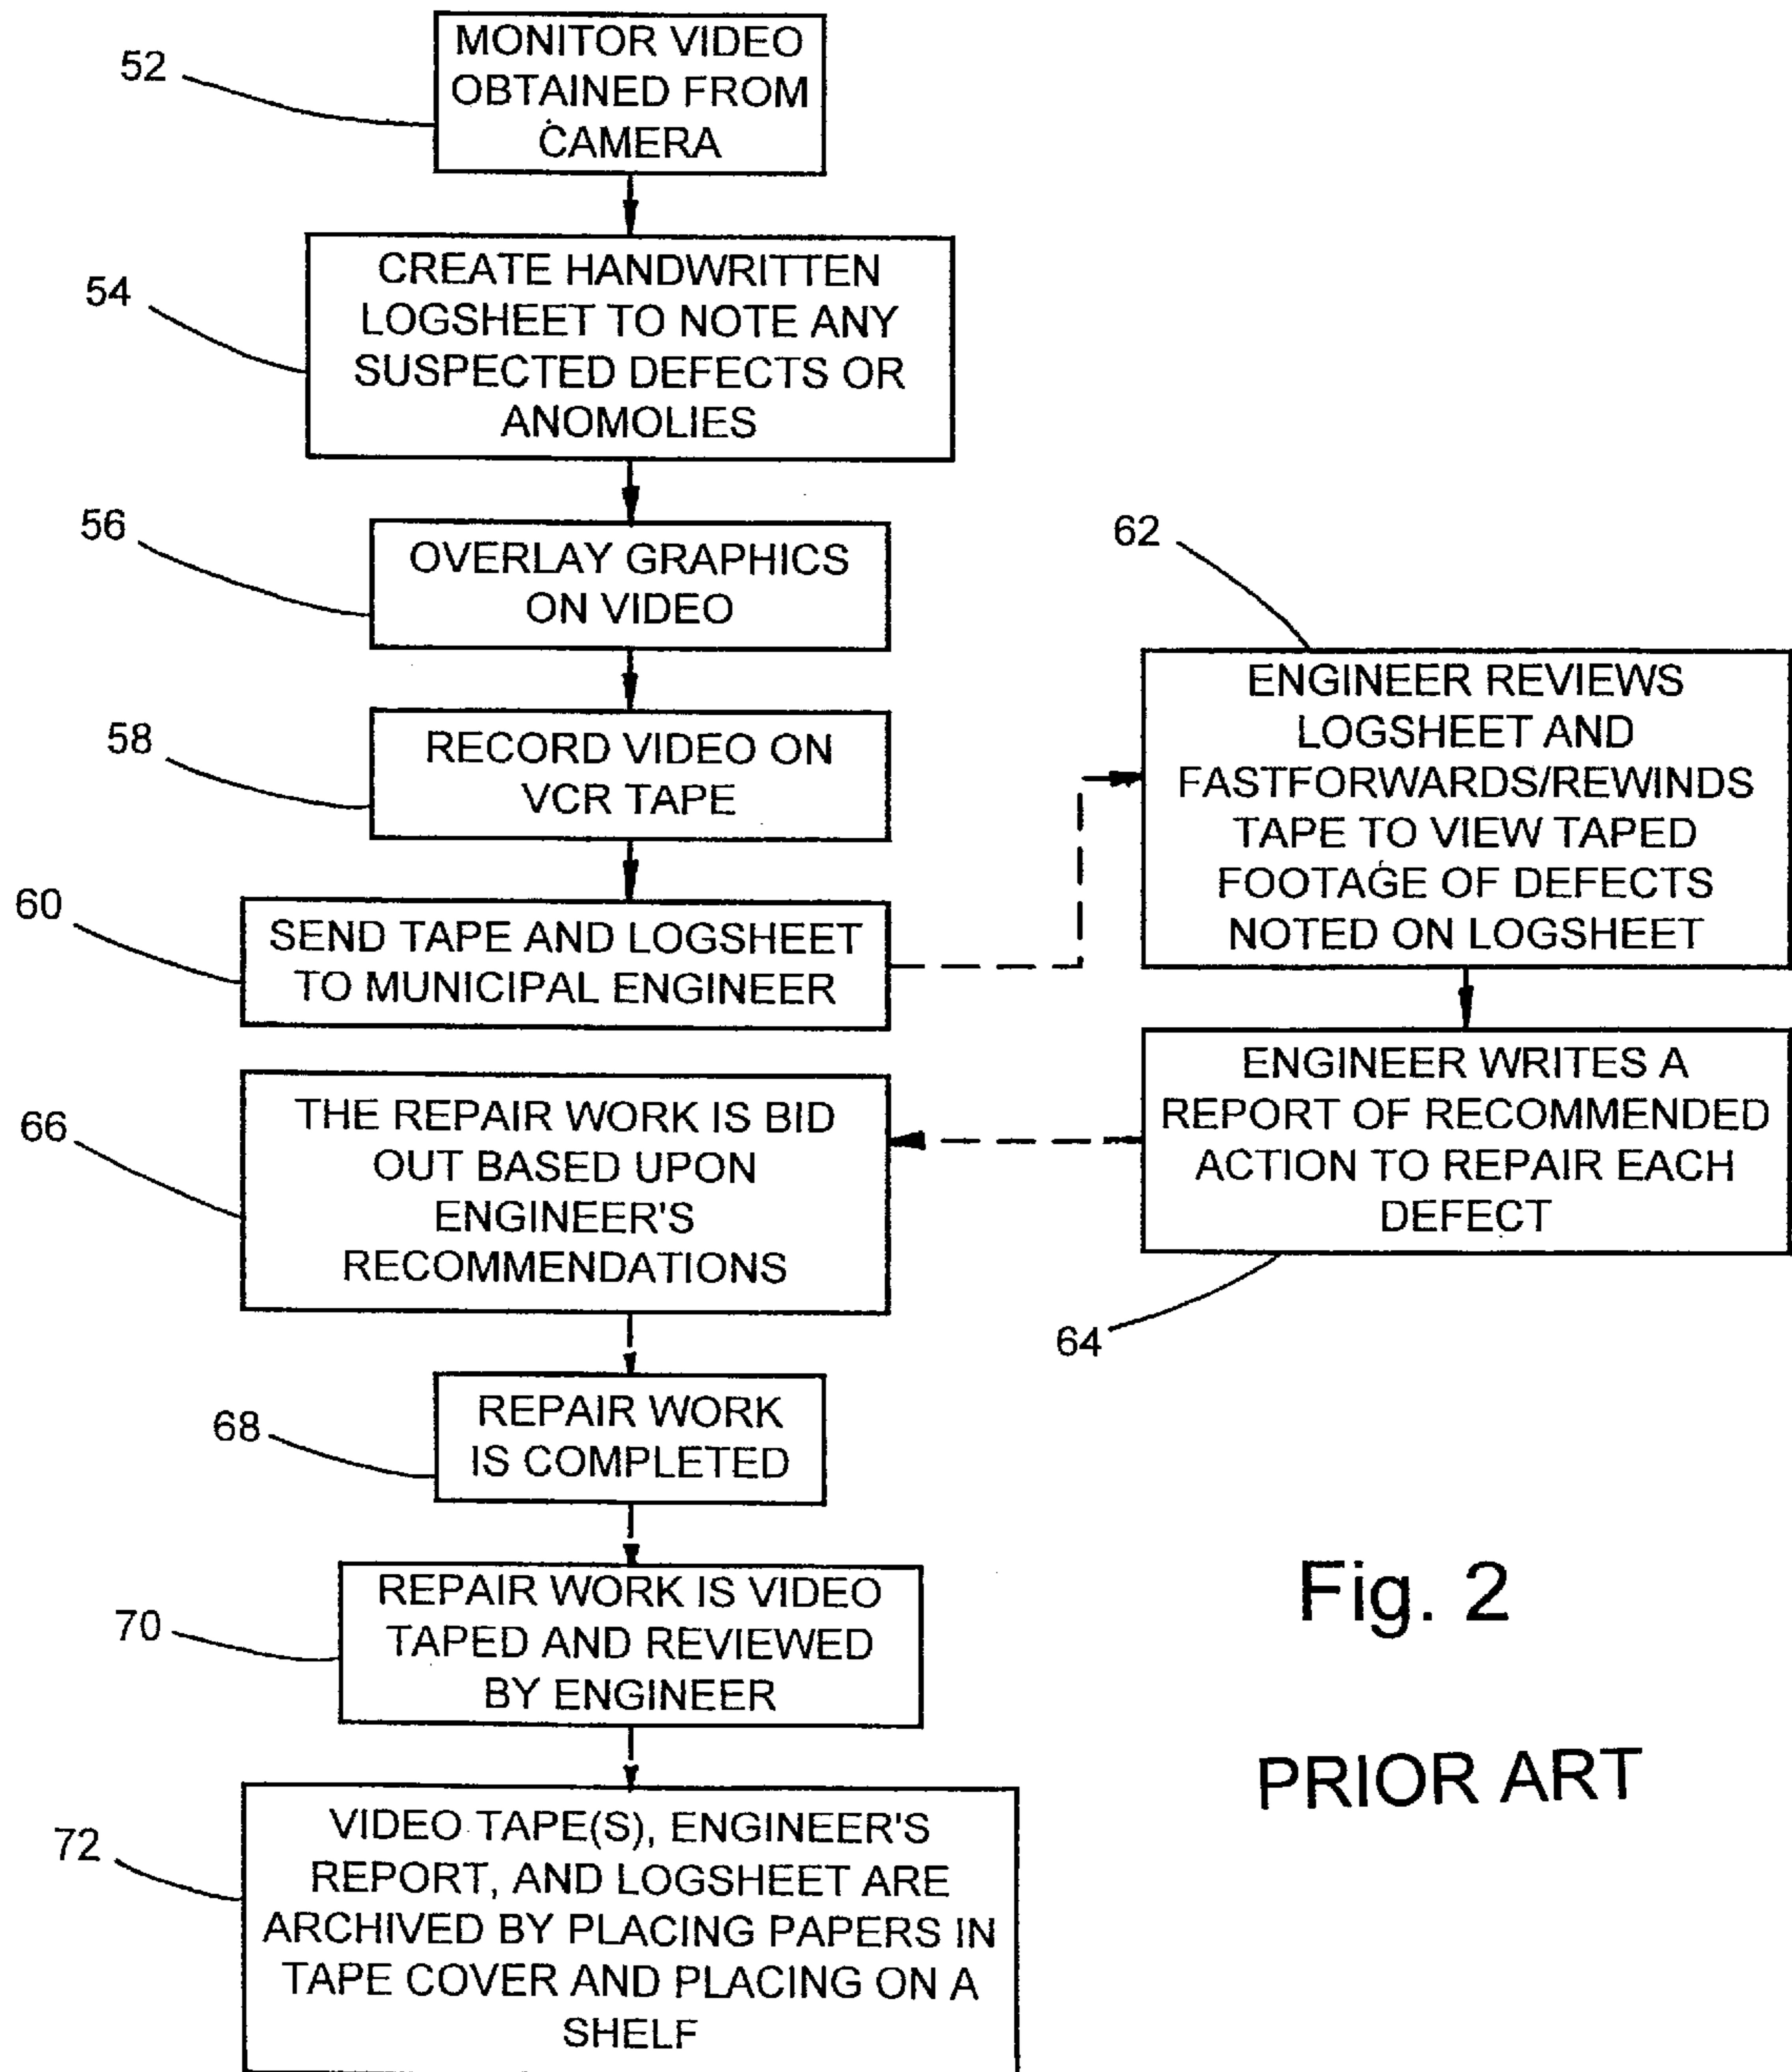 52
MONITOR VIDEO
OBTAINED FROM
CAMERA
54
CREATE HANDWRITTEN
LOGSHEET TO NOTE ANY
SUSPECTED DEFECTS OR
ANOMOLIES
56
OVERLAY GRAPHICS
ON VIDEO
58
RECORD VIDEO ON
VCR TAPE
60
SEND TAPE AND LOGSHEET
TO MUNICIPAL ENGINEER
62
ENGINEER REVIEWS
LOGSHEET AND
FASTFORWARDS/REWINDS
TAPE TO VIEW TAPED
FOOTAGE OF DEFECTS
NOTED ON LOGSHEET
ENGINEER WRITES A
REPORT OF RECOMMENDED
ACTION TO REPAIR EACH
DEFECT
64
66
THE REPAIR WORK IS BID
OUT BASED UPON
ENGINEER'S
RECOMMENDATIONS
68
REPAIR WORK
IS COMPLETED
70
REPAIR WORK IS VIDEO
TAPED AND REVIEWED
BY ENGINEER
72
VIDEO TAPE(S), ENGINEER'S
REPORT, AND LOGSHEET ARE
ARCHIVED BY PLACING PAPERS IN
TAPE COVER AND PLACING ON A
SHELF
Fig. 2
PRIOR ART